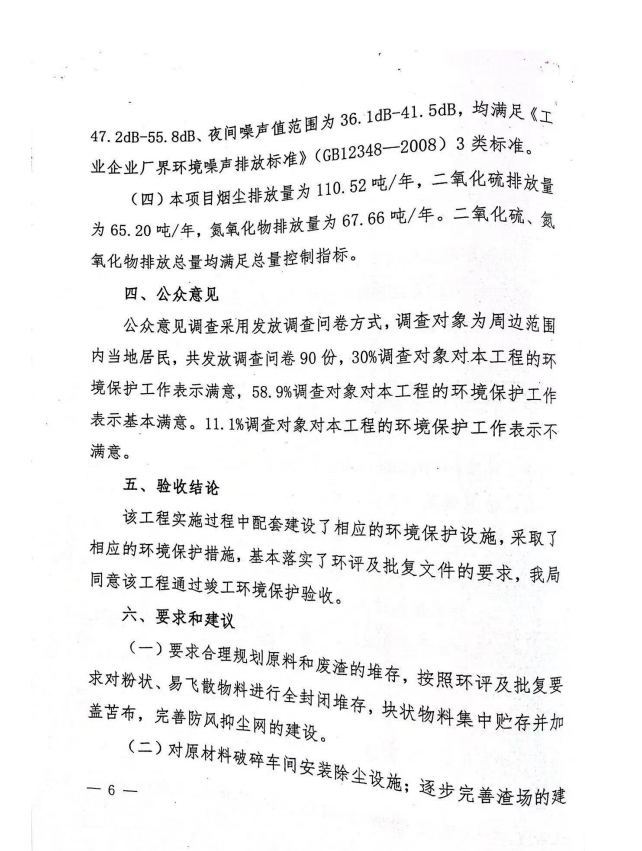 47.2dB-55.8dB、夜间噪声值范围为 36.1dB-41.5dB，均满足《工
业企业厂界环境噪声排放标准》（GB12348—2008）3 类标准。
（四）本项目烟尘排放量为 110.52 吨/年，二氧化硫排放量
为 65.20 吨/年，氮氧化物排放量为 67.66 吨/年。二氧化硫、氮
氧化物排放总量均满足总量控制指标。
四、公众意见
公众意见调查采用发放调查问卷方式，调查对象为周边范围
内当地居民，共发放调查问卷 90 份，30%调查对象对本工程的环
境保护工作表示满意，58.9%调查对象对本工程的环境保护工作
表示基本满意。11.1%调查对象对本工程的环境保护工作表示不
满意。
五、验收结论
该工程实施过程中配套建设了相应的环境保护设施，采取了
相应的环境保护措施，基本落实了环评及批复文件的要求，我局
同意该工程通过竣工环境保护验收。
六、要求和建议
（一）要求合理规划原料和废渣的堆存，按照环评及批复要
求对粉状、易飞散物料进行全封闭堆存，块状物料集中贮存并加
盖苫布，完善防风抑尘网的建设。
（二）对原材料破碎车间安装除尘设施；逐步完善渣场的建
— 6 —